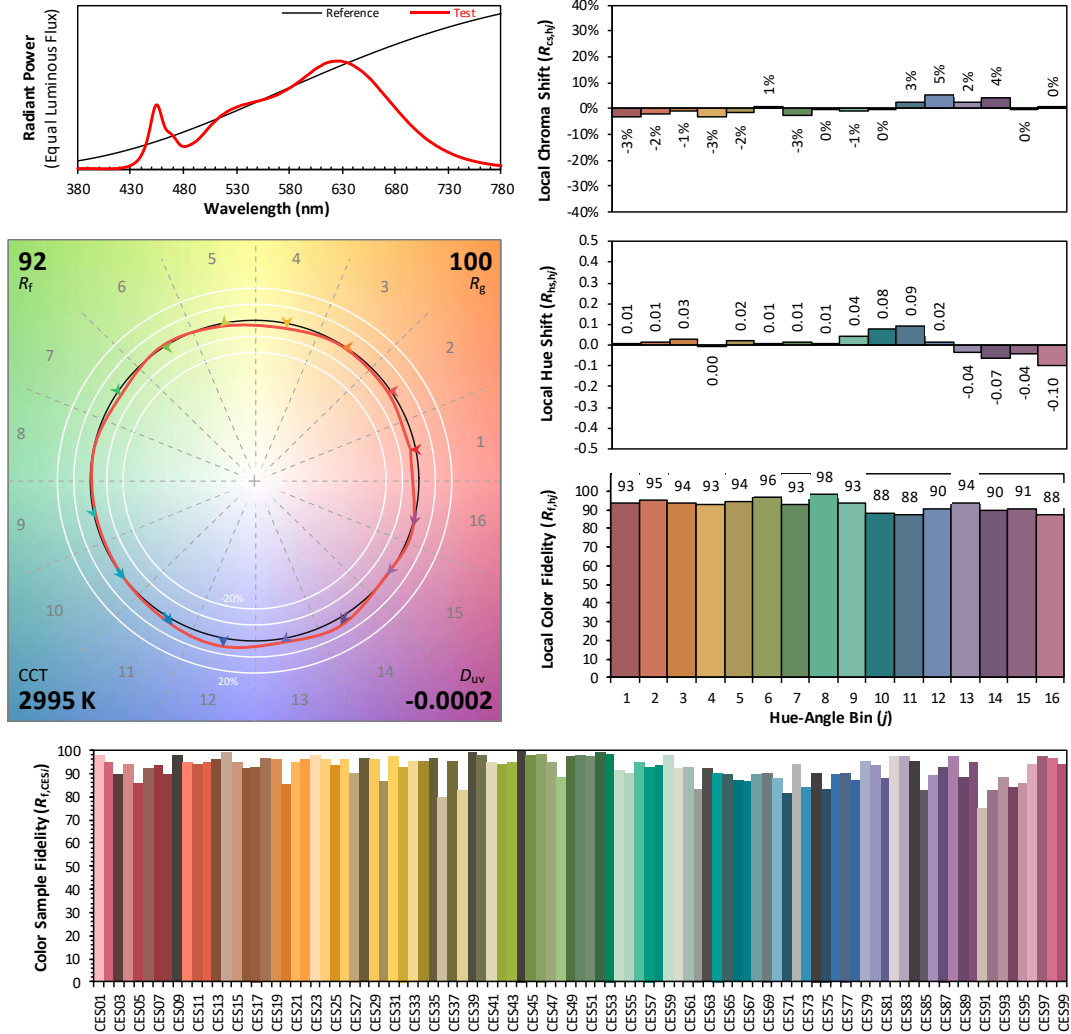 Reference
Test
Radiant Power
(Equal Luminous Flux)
380 430 480 530 580 630 680 730 780
Wavelength (nm)
Local Chroma Shift (Rcs,hj)
40%
30%
20%
10%
0%
-10%
-20%
-30%
-40%
-3% -2% -1% -3% -2% 1% -3% 0% -1% 0% 3% 5% 2% 4% 0% 0%
92
Rf
100
Rg
CCT
2995 K
Duv
-0.0002
5 4
6 3
7 2
8 1
9 16
10 15
11 14
12 13
-20%
20%
Local Hue Shift (Rhs,hj)
0.5
0.4
0.3
0.2
0.1
0.0
-0.1
-0.2
-0.3
-0.4
-0.5
0.01 0.01 0.03 0.00 0.02 0.01 0.01 0.01 0.04 0.08 0.09 0.02 -0.04 -0.07 -0.04 -0.10
Local Color Fidelity (Rf,hj)
100
90
80
70
60
50
40
30
20
10
0
93 95 94 93 94 96 93 98 93 88 88 90 94 90 91 88
1 2 3 4 5 6 7 8 9 10 11 12 13 14 15 16
Hue-Angle Bin (j)
Color Sample Fidelity (Rf,CESi)
100
90
80
70
60
50
40
30
20
10
0
CES01 CES03 CES05 CES07 CES09 CES11 CES13 CES15 CES17 CES19 CES21 CES23 CES25 CES27 CES29 CES31 CES33 CES35 CES37 CES39 CES41 CES43 CES45 CES47 CES49 CES51 CES53 CES55 CES57 CES59 CES61 CES63 CES65 CES67 CES69 CES71 CES73 CES75 CES77 CES79 CES81 CES83 CES85 CES87 CES89 CES91 CES93 CES95 CES97 CES99